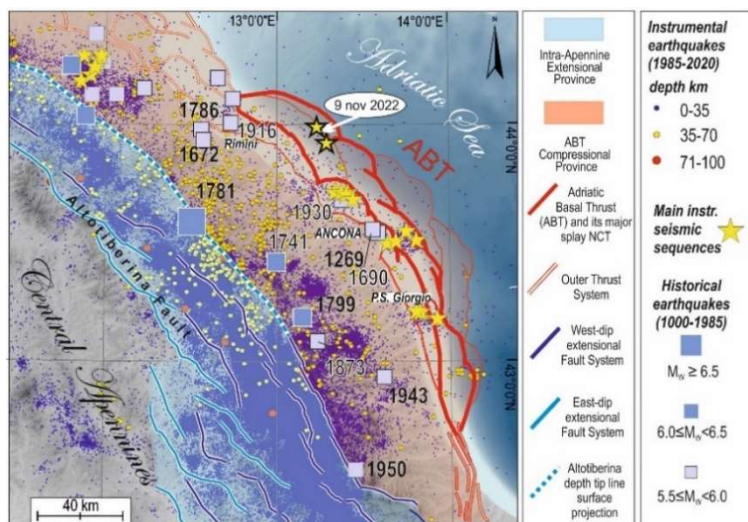 13°0'0"E
14°0'0"E
Adriatic Sea
9 nov 2022
1786
1916
Rimini
1672
ABT
44°0'0"N
1781
1930
ANCONA
1741
1269
1690
Altotiberina Fault
P.S. Giorgio
1799
Central Apennines
1873
1943
43°0'0"N
1950
40 km
Intra-Apennine
Extensional
Province
ABT
Compressional
Province
Adriatic
Basal Thrust
(ABT) and its major
splay NCT
Outer Thrust
System
West-dip
extensional
Fault System
East-dip
extensional
Fault System
Altotiberina
depth tip line
surface
projection
Instrumental
earthquakes
(1985-2020)
depth km
0-35
35-70
71-100
Main instr.
seismic
sequences
Historical
earthquakes
(1000-1985)
Mw ≥ 6.5
6.0≤Mw<6.5
5.5≤Mw<6.0